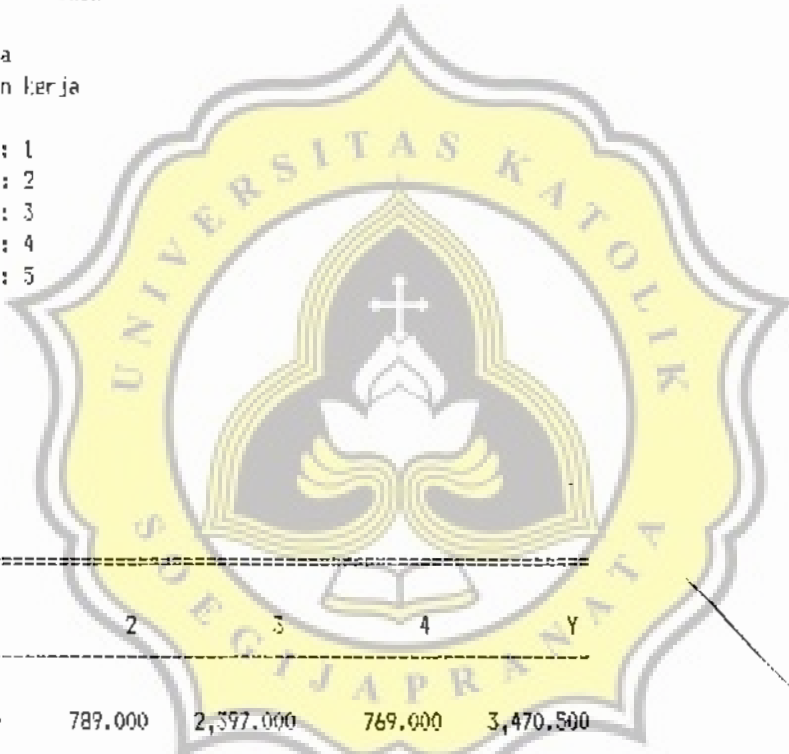 a
n kerja
: 1
: 2
: 3
: 4
: 5
UNIVERSITAS KATOLIK
SOEGIJAPRANATA
2 3 4 Y
789.000 2,397.000 769.000 3,470.500